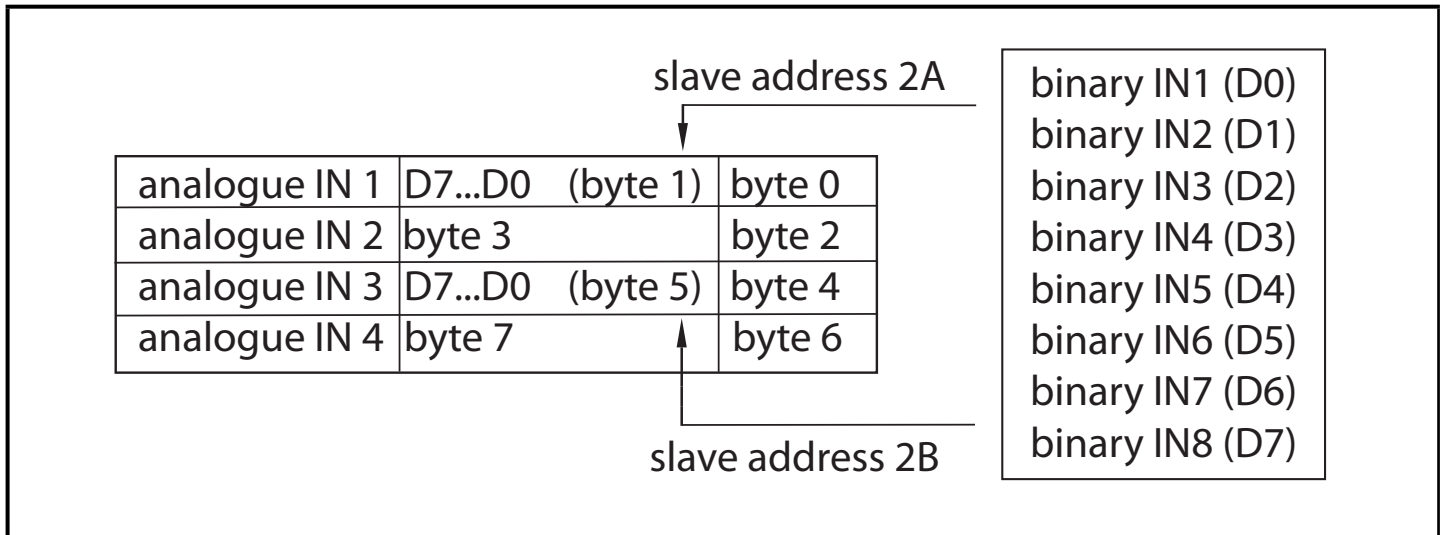 slave address 2A
analogue IN 1 D7...D0 (byte 1) byte 0
analogue IN 2 byte 3 byte 2
analogue IN 3 D7...D0 (byte 5) byte 4
analogue IN 4 byte 7 byte 6
slave address 2B
binary IN1 (D0)
binary IN2 (D1)
binary IN3 (D2)
binary IN4 (D3)
binary IN5 (D4)
binary IN6 (D5)
binary IN7 (D6)
binary IN8 (D7)